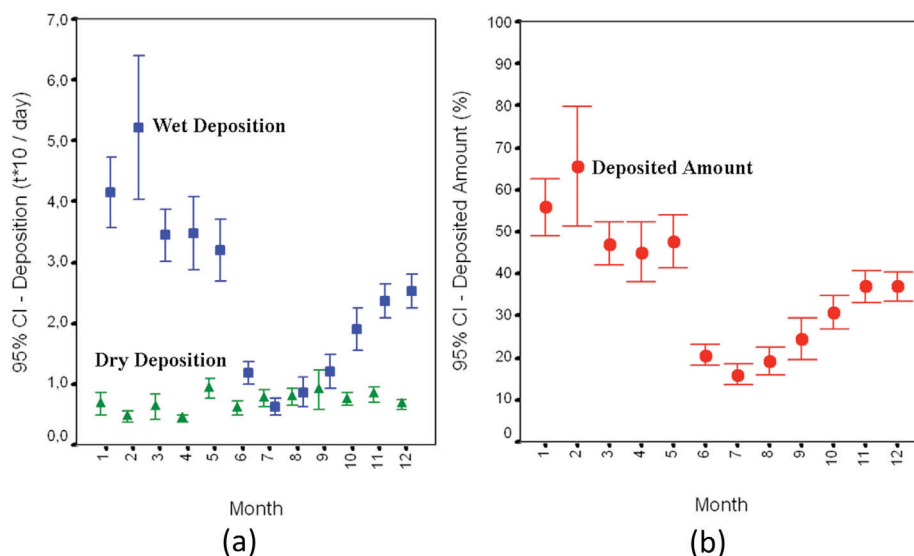 7,0
6,0
5,0
4,0
3,0
2,0
1,0
0,0
95% CI - Deposition (t*10 / day)
Wet Deposition
Dry Deposition
1 2 3 4 5 6 7 8 9 10 11 12
Month
(a)
100
90
80
70
60
50
40
30
20
10
0
95% CI - Deposited Amount (%)
Deposited Amount
1 2 3 4 5 6 7 8 9 10 11 12
Month
(b)